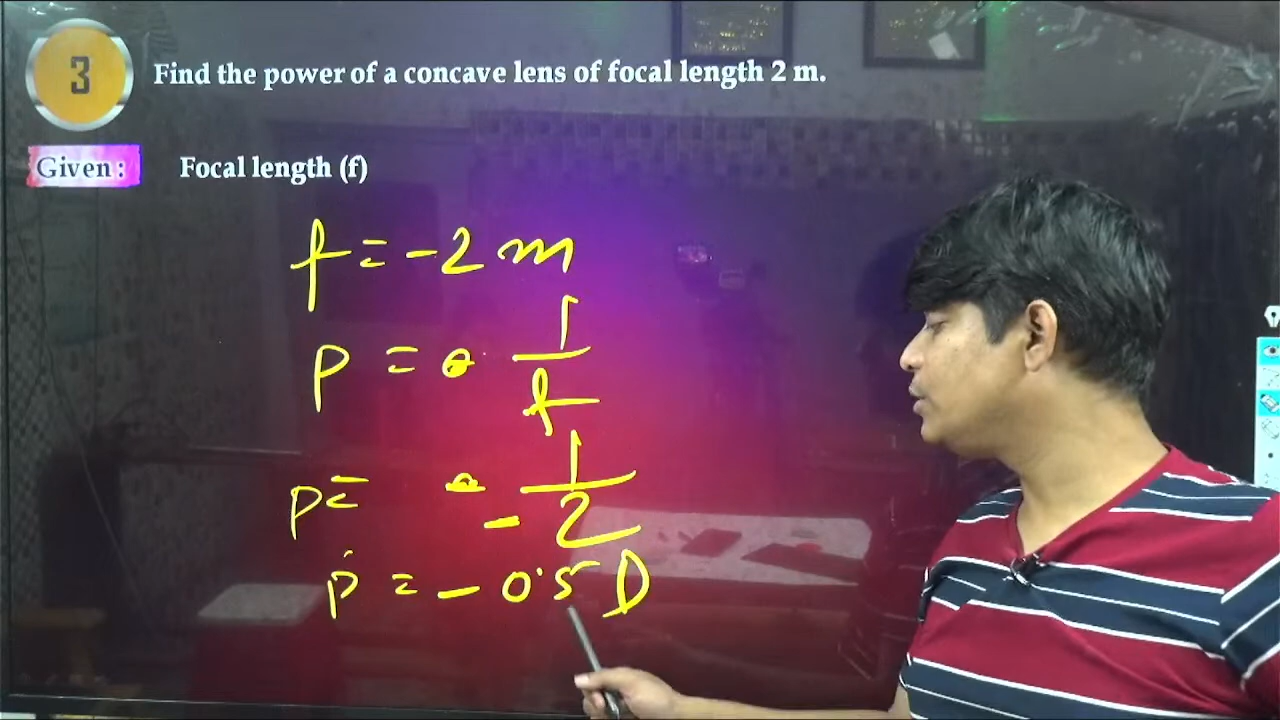 3
Find the power of a concave lens of focal length 2 m.
Given :
Focal length (f)
f = -2 m
P = 1/f
P = 1/-2
P = -0.5 D